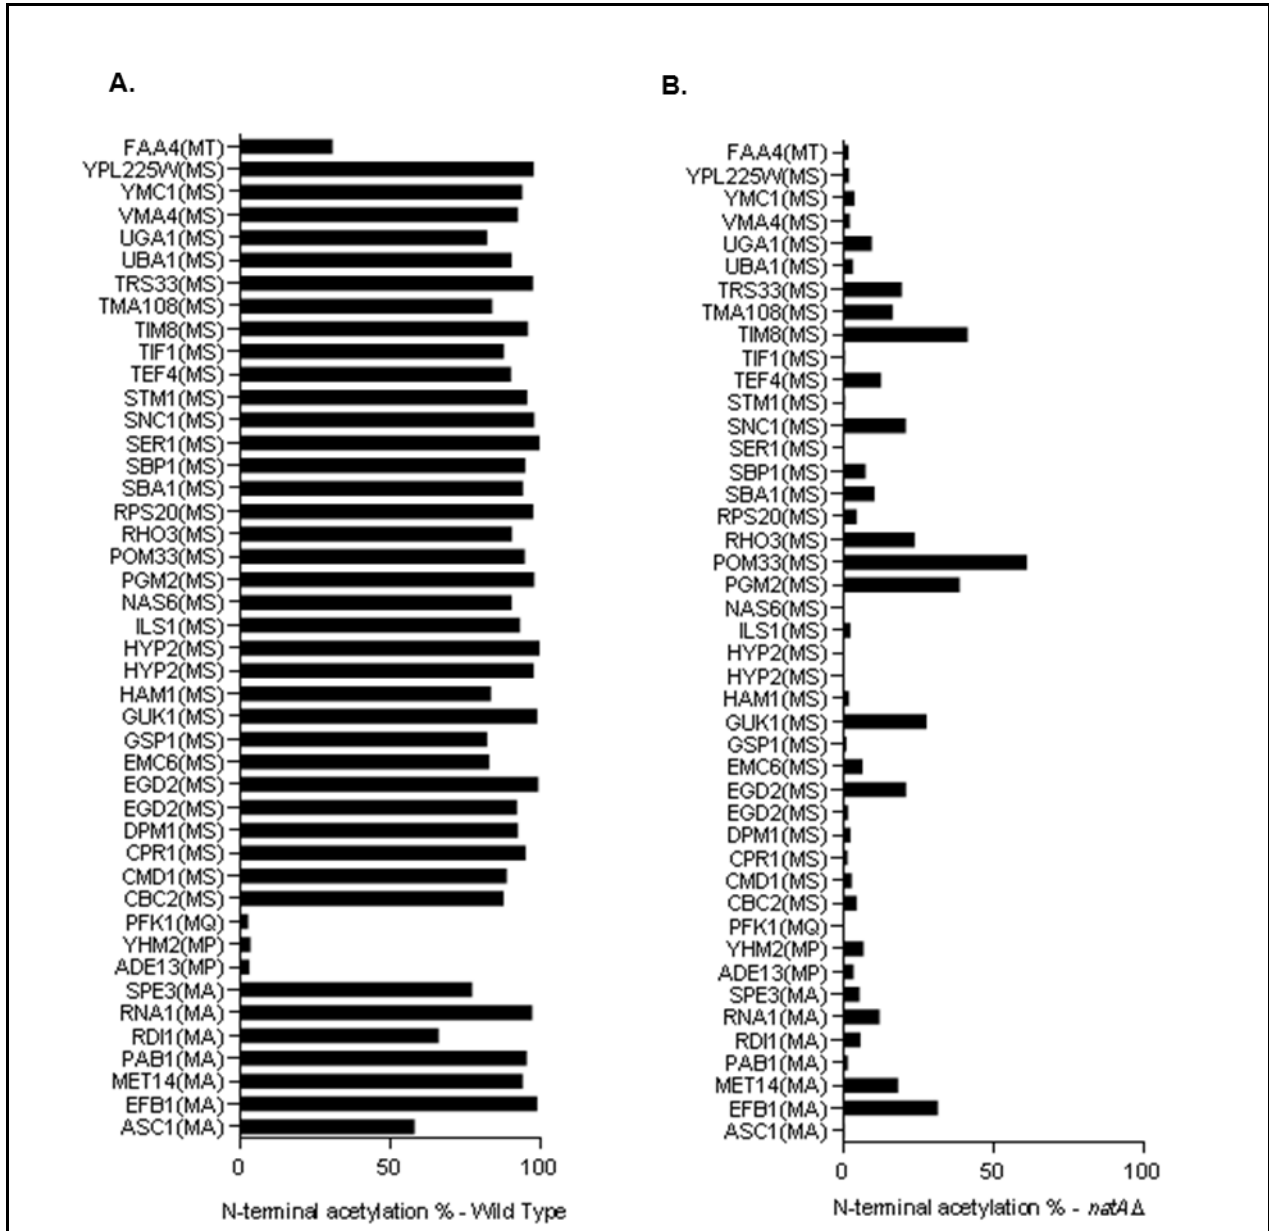 A.
FAA4(MT)
YPL225W(MS)
YMC1(MS)
VMA4(MS)
UGA1(MS)
UBA1(MS)
TRS33(MS)
TMA108(MS)
TIM8(MS)
TIF1(MS)
TEF4(MS)
STM1(MS)
SNC1(MS)
SER1(MS)
SBP1(MS)
SBA1(MS)
RPS20(MS)
RHO3(MS)
POM33(MS)
PGM2(MS)
NAS6(MS)
ILS1(MS)
HYP2(MS)
HYP2(MS)
HAM1(MS)
GUK1(MS)
GSP1(MS)
EMC6(MS)
EGD2(MS)
EGD2(MS)
DPM1(MS)
CPR1(MS)
CMD1(MS)
CBC2(MS)
PFK1(MQ)
YHM2(MP)
ADE13(MP)
SPE3(MA)
RNA1(MA)
RDI1(MA)
PAB1(MA)
MET14(MA)
EFB1(MA)
ASC1(MA)
0 50 100
N-terminal acetylation % - Wild Type
B.
FAA4(MT)
YPL225W(MS)
YMC1(MS)
VMA4(MS)
UGA1(MS)
UBA1(MS)
TRS33(MS)
TMA108(MS)
TIM8(MS)
TIF1(MS)
TEF4(MS)
STM1(MS)
SNC1(MS)
SER1(MS)
SBP1(MS)
SBA1(MS)
RPS20(MS)
RHO3(MS)
POM33(MS)
PGM2(MS)
NAS6(MS)
ILS1(MS)
HYP2(MS)
HYP2(MS)
HAM1(MS)
GUK1(MS)
GSP1(MS)
EMC6(MS)
EGD2(MS)
EGD2(MS)
DPM1(MS)
CPR1(MS)
CMD1(MS)
CBC2(MS)
PFK1(MQ)
YHM2(MP)
ADE13(MP)
SPE3(MA)
RNA1(MA)
RDI1(MA)
PAB1(MA)
MET14(MA)
EFB1(MA)
ASC1(MA)
0 50 100
N-terminal acetylation % - natA Δ